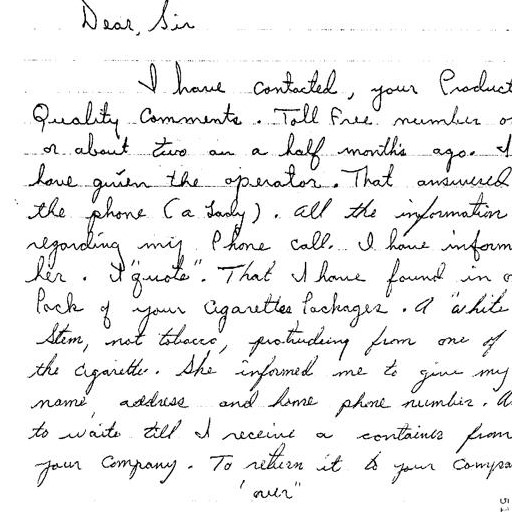 Dear, Sir
I have contacted, your Product
Quality Comments. Toll Free number o
or about two an a half month's ago. I
have given the operator. That answered
the phone (a Lady). All the information
regarding my Phone call. I have inform
her. I "quote". That I have found in o
Pack of your Cigarettes Packages. A "white
Stem, not tobacco, protruding from one of
the Cigarette. She informed me to give my
name, address and home phone number. A
to waite till I receive a container from
your Company. To return it to your Compa
'over"
51